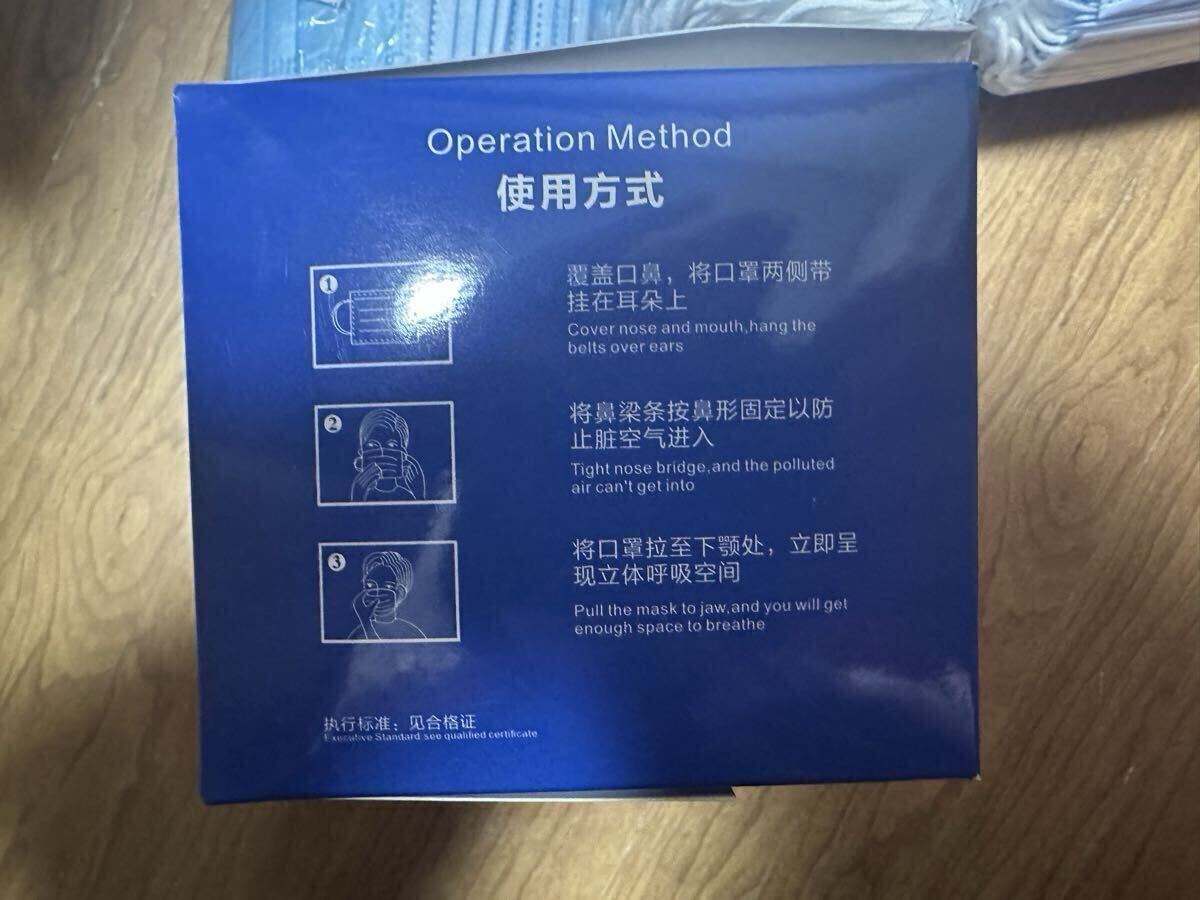 Operation Method
使用方式
1
覆盖口鼻，将口罩两侧带
挂在耳朵上
Cover nose and mouth,hang the
belts over ears
2
将鼻梁条按鼻形固定以防
止脏空气进入
Tight nose bridge,and the polluted
air can't get into
3
将口罩拉至下颚处，立即呈
现立体呼吸空间
Pull the mask to jaw,and you will get
enough space to breathe
执行标准：见合格证
Executive Standard:see qualified certificate